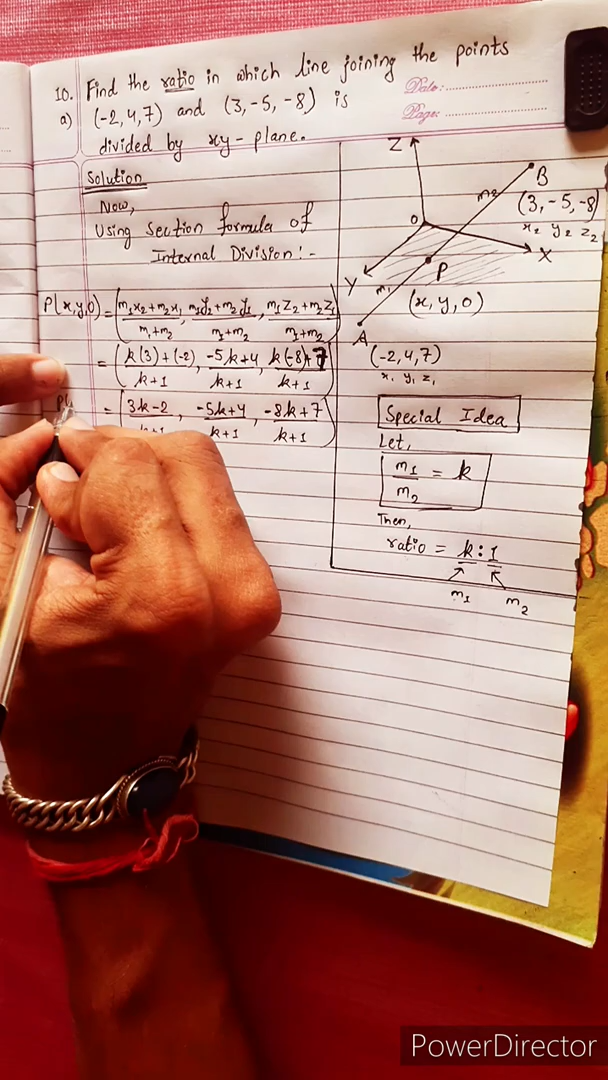 10. Find the ratio in which line joining the points
a) (-2,4,7) and (3,-5,-8) is
divided by xy-plane.
Date:
Page:
Solution
Now,
Using Section formula of
Internal Division:-
P(x,y,0) = (m1x2+m2x1/m1+m2, m1y2+m2y1/m1+m2, m1z2+m2z1/m1+m2)
= (k(3)+(-2)/k+1, -5k+4/k+1, k(-8)+7/k+1)
= (3k-2/k+1, -5k+4/k+1, -8k+7/k+1)
Z
m2
B
(3,-5,-8)
x2 y2 z2
O
X
Y
P
m1
(x,y,0)
A
(-2,4,7)
x1 y1 z1
Special Idea
Let,
m1/m2 = k
Then,
ratio = k:1
m1 m2
PowerDirector